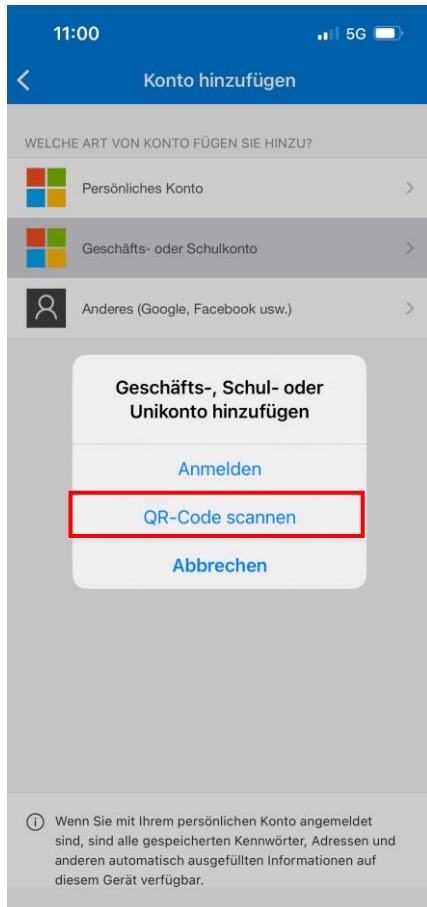 11:00
5G
Konto hinzufügen
WELCHE ART VON KONTO FÜGEN SIE HINZU?
Persönliches Konto
Geschäfts- oder Schulkonto
Anderes (Google, Facebook usw.)
Geschäfts-, Schul- oder
Unikonto hinzufügen
Anmelden
QR-Code scannen
Abbrechen
Wenn Sie mit Ihrem persönlichen Konto angemeldet
sind, sind alle gespeicherten Kennwörter, Adressen und
anderen automatisch ausgefüllten Informationen auf
diesem Gerät verfügbar.